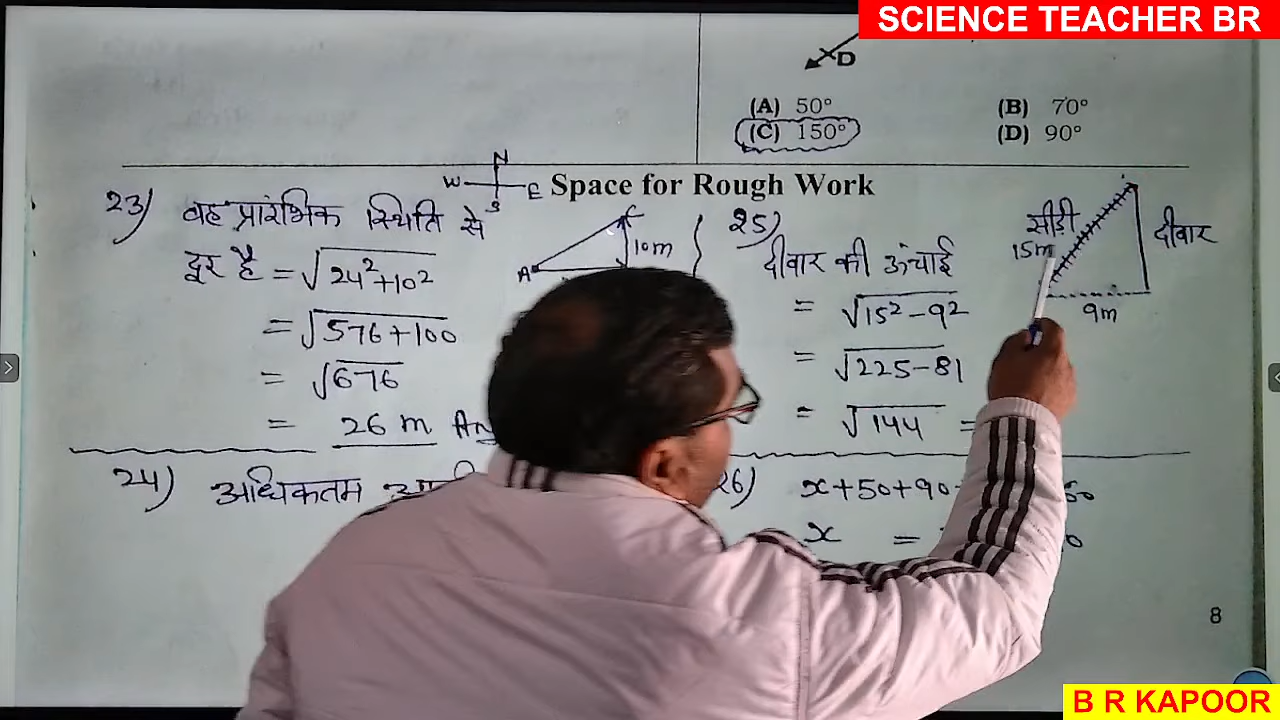 SCIENCE TEACHER BR
D
(A) 50°
(B) 70°
(C) 150°
(D) 90°
Space for Rough Work
N
W E
S
23) वह प्रारंभिक स्थिति से
दूर है = √24²+10²
= √576+100
= √676
= 26 m Ans
C
10m
A
24) अधिकतम
25)
दीवार की ऊंचाई
= √15²-9²
= √225-81
= √144 =
सीडी
15m
दीवार
9m
26) x+50+90
x =
8
B R KAPOOR